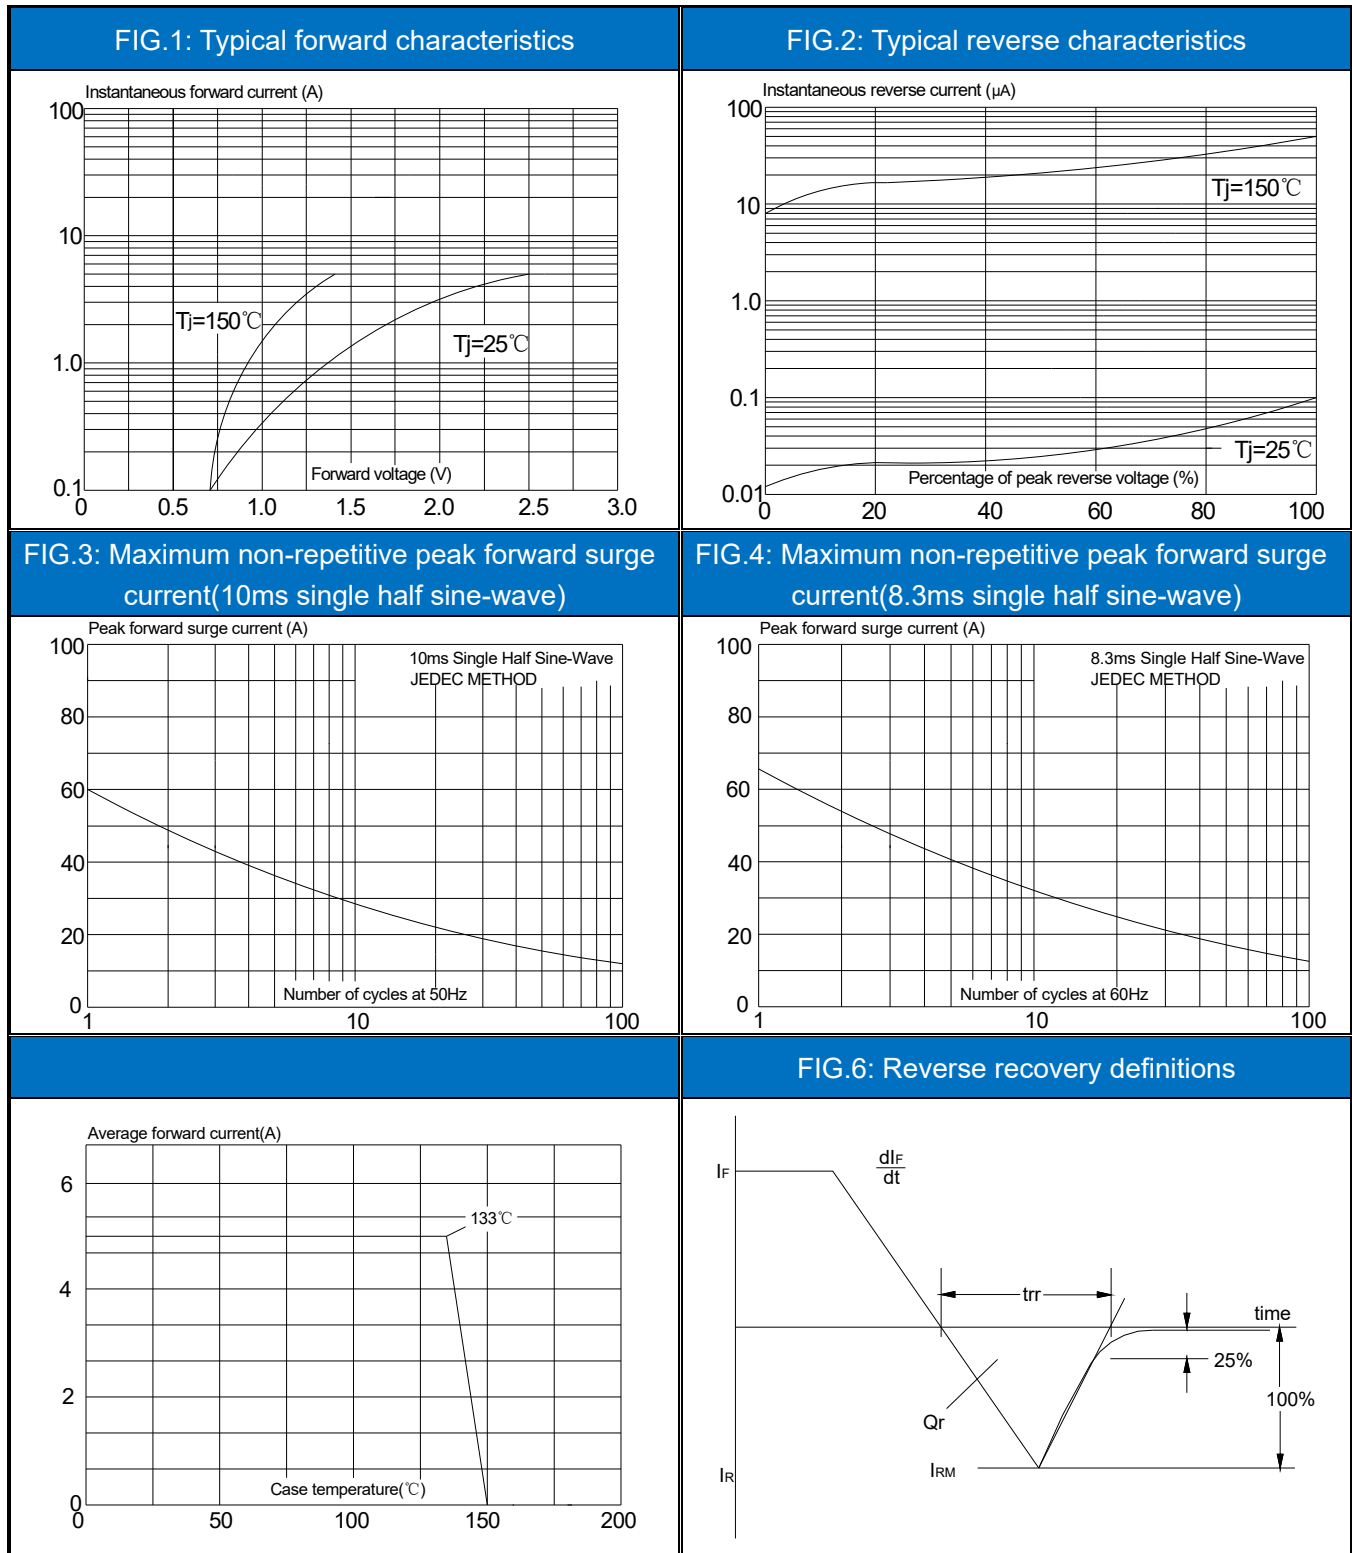 FIG.1: Typical forward characteristics
Instantaneous forward current (A)
100
10
1.0
0.1
Tj=150℃
Tj=25℃
Forward voltage (V)
0 0.5 1.0 1.5 2.0 2.5 3.0
FIG.2: Typical reverse characteristics
Instantaneous reverse current (μA)
100
10
1.0
0.1
0.01
Tj=150℃
Tj=25℃
Percentage of peak reverse voltage (%)
0 20 40 60 80 100
FIG.3: Maximum non-repetitive peak forward surge
current(10ms single half sine-wave)
Peak forward surge current (A)
10ms Single Half Sine-Wave
JEDEC METHOD
100
80
60
40
20
0
Number of cycles at 50Hz
1 10 100
FIG.4: Maximum non-repetitive peak forward surge
current(8.3ms single half sine-wave)
Peak forward surge current (A)
8.3ms Single Half Sine-Wave
JEDEC METHOD
100
80
60
40
20
0
Number of cycles at 60Hz
1 10 100
Average forward current(A)
6
4
2
0
133℃
Case temperature(℃)
0 50 100 150 200
FIG.6: Reverse recovery definitions
IF
dIF
dt
trr
time
25%
100%
Qr
IR
IRM